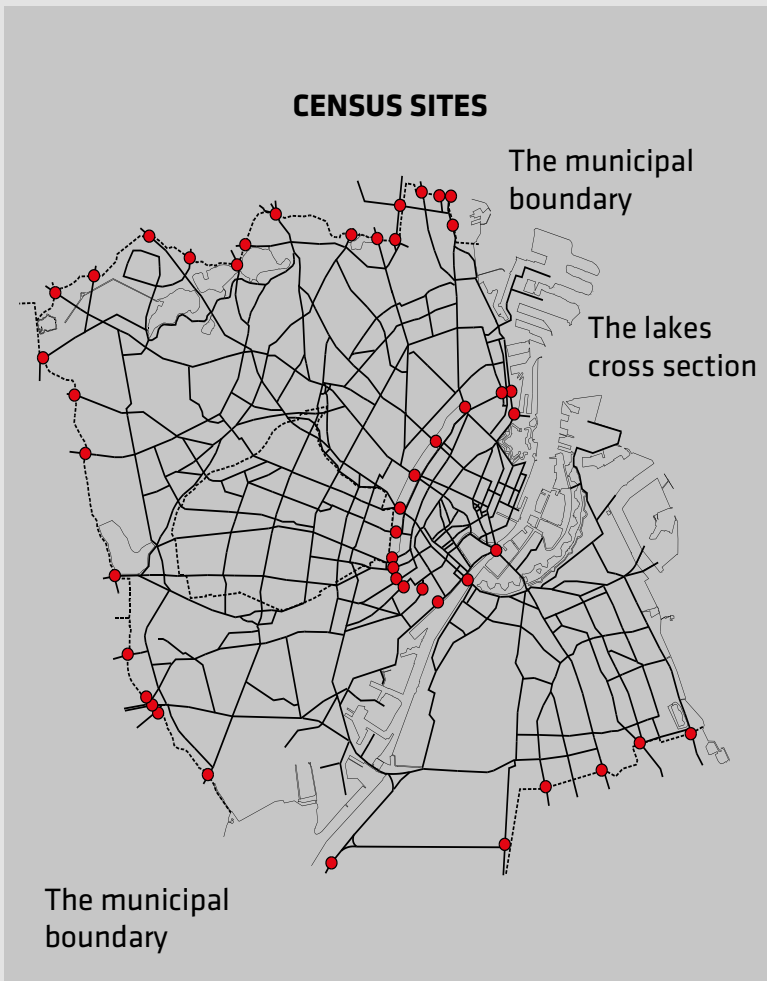 CENSUS SITES
The municipal
boundary
The lakes
cross section
The municipal
boundary